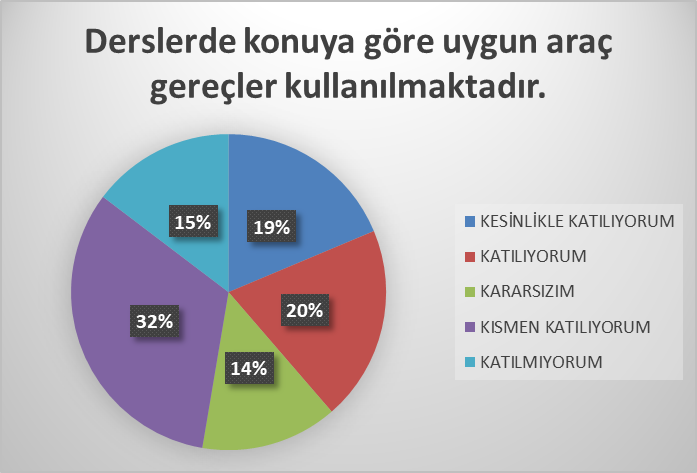 Derslerde konuya göre uygun araç
gereçler kullanılmaktadır.
19%
20%
14%
32%
15%
KESİNLİKLE KATILIYORUM
KATILIYORUM
KARARSIZIM
KISMEN KATILIYORUM
KATILMIYORUM